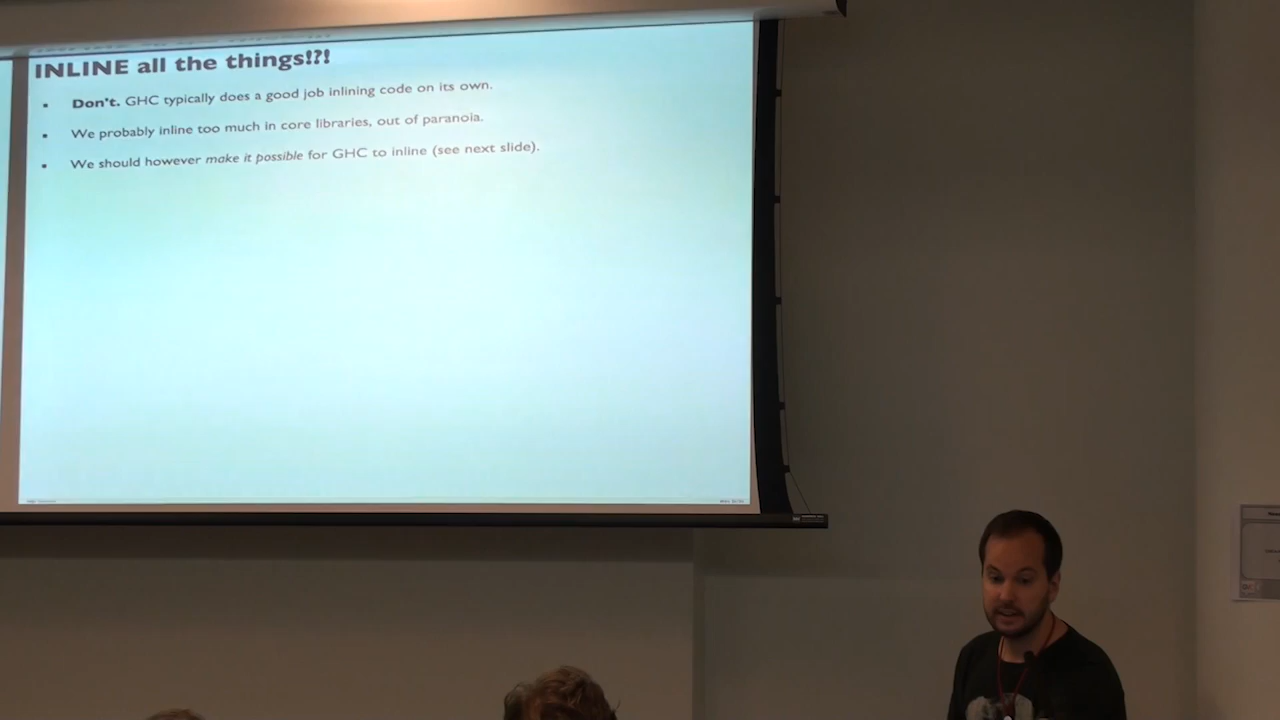 INLINE all the things!?!
Don't. GHC typically does a good job inlining code on its own.
We probably inline too much in core libraries, out of paranoia.
We should however make it possible for GHC to inline (see next slide).